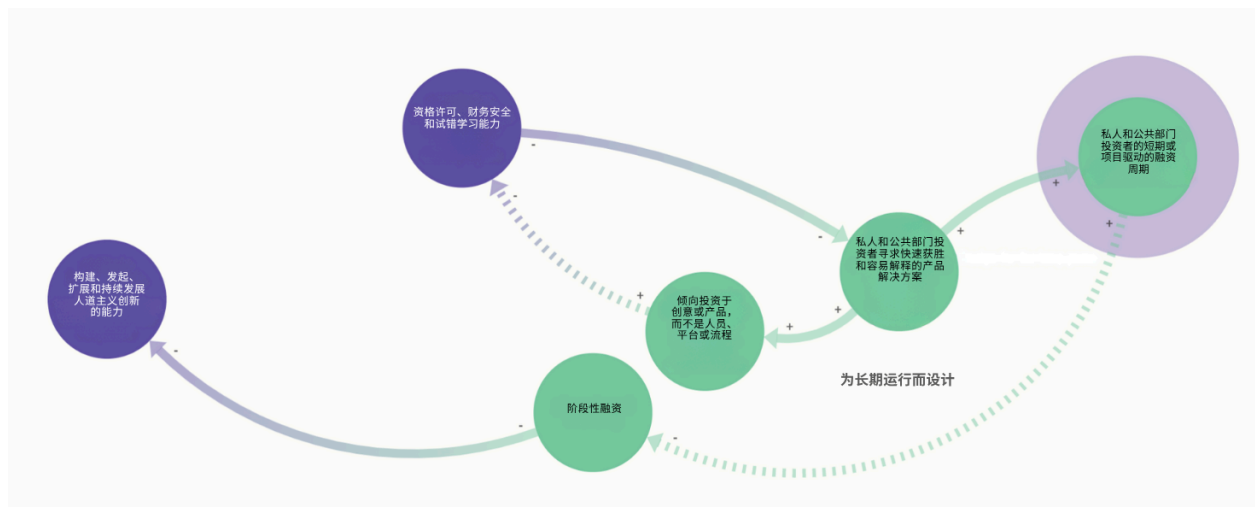 资格许可、财务安全
和试错学习能力
私人和公共部门
投资者的短期或
项目驱动的融资
周期
私人和公共部门投
资者寻求快速获胜
和容易解释的产品
解决方案
构建、发起、
扩展和持续发展
人道主义创新
的能力
倾向投资于
创意或产品，
而不是人员、
平台或流程
为长期运行而设计
阶段性融资
-
-
-
+
+
+
+
+
+
-
-
-